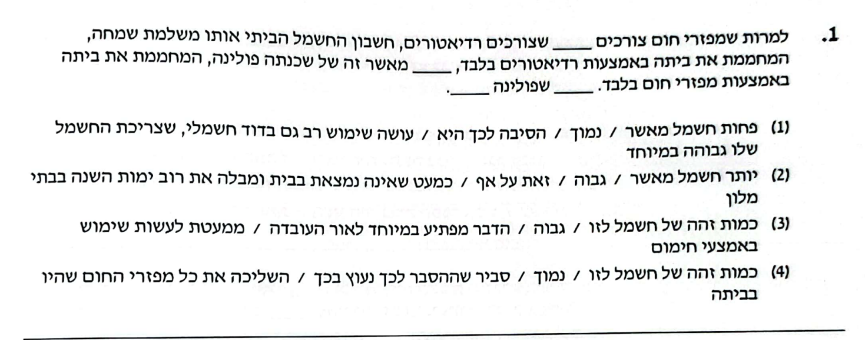 1. למרות שמפזרי חום צורכים _____ שצורכים רדיאטורים, חשבון החשמל הביתי אותו משלמת שמחה,
המחממת את ביתה באמצעות רדיאטורים בלבד, _____ מאשר זה של שכנתה פולינה, המחממת את ביתה
באמצעות מפזרי חום בלבד. _____ שפולינה _____.
(1) פחות חשמל מאשר / נמוך / הסיבה לכך היא / עושה שימוש רב גם בדוד חשמלי, שצריכת החשמל
שלו גבוהה במיוחד
(2) יותר חשמל מאשר / גבוה / זאת על אף / כמעט שאינה נמצאת בבית ומבלה את רוב ימות השנה בבתי
מלון
(3) כמות זהה של חשמל לזו / גבוה / הדבר מפתיע במיוחד לאור העובדה / ממעטת לעשות שימוש
באמצעי חימום
(4) כמות זהה של חשמל לזו / נמוך / סביר שההסבר לכך נעוץ בכך / השליכה את כל מפזרי החום שהיו
בביתה